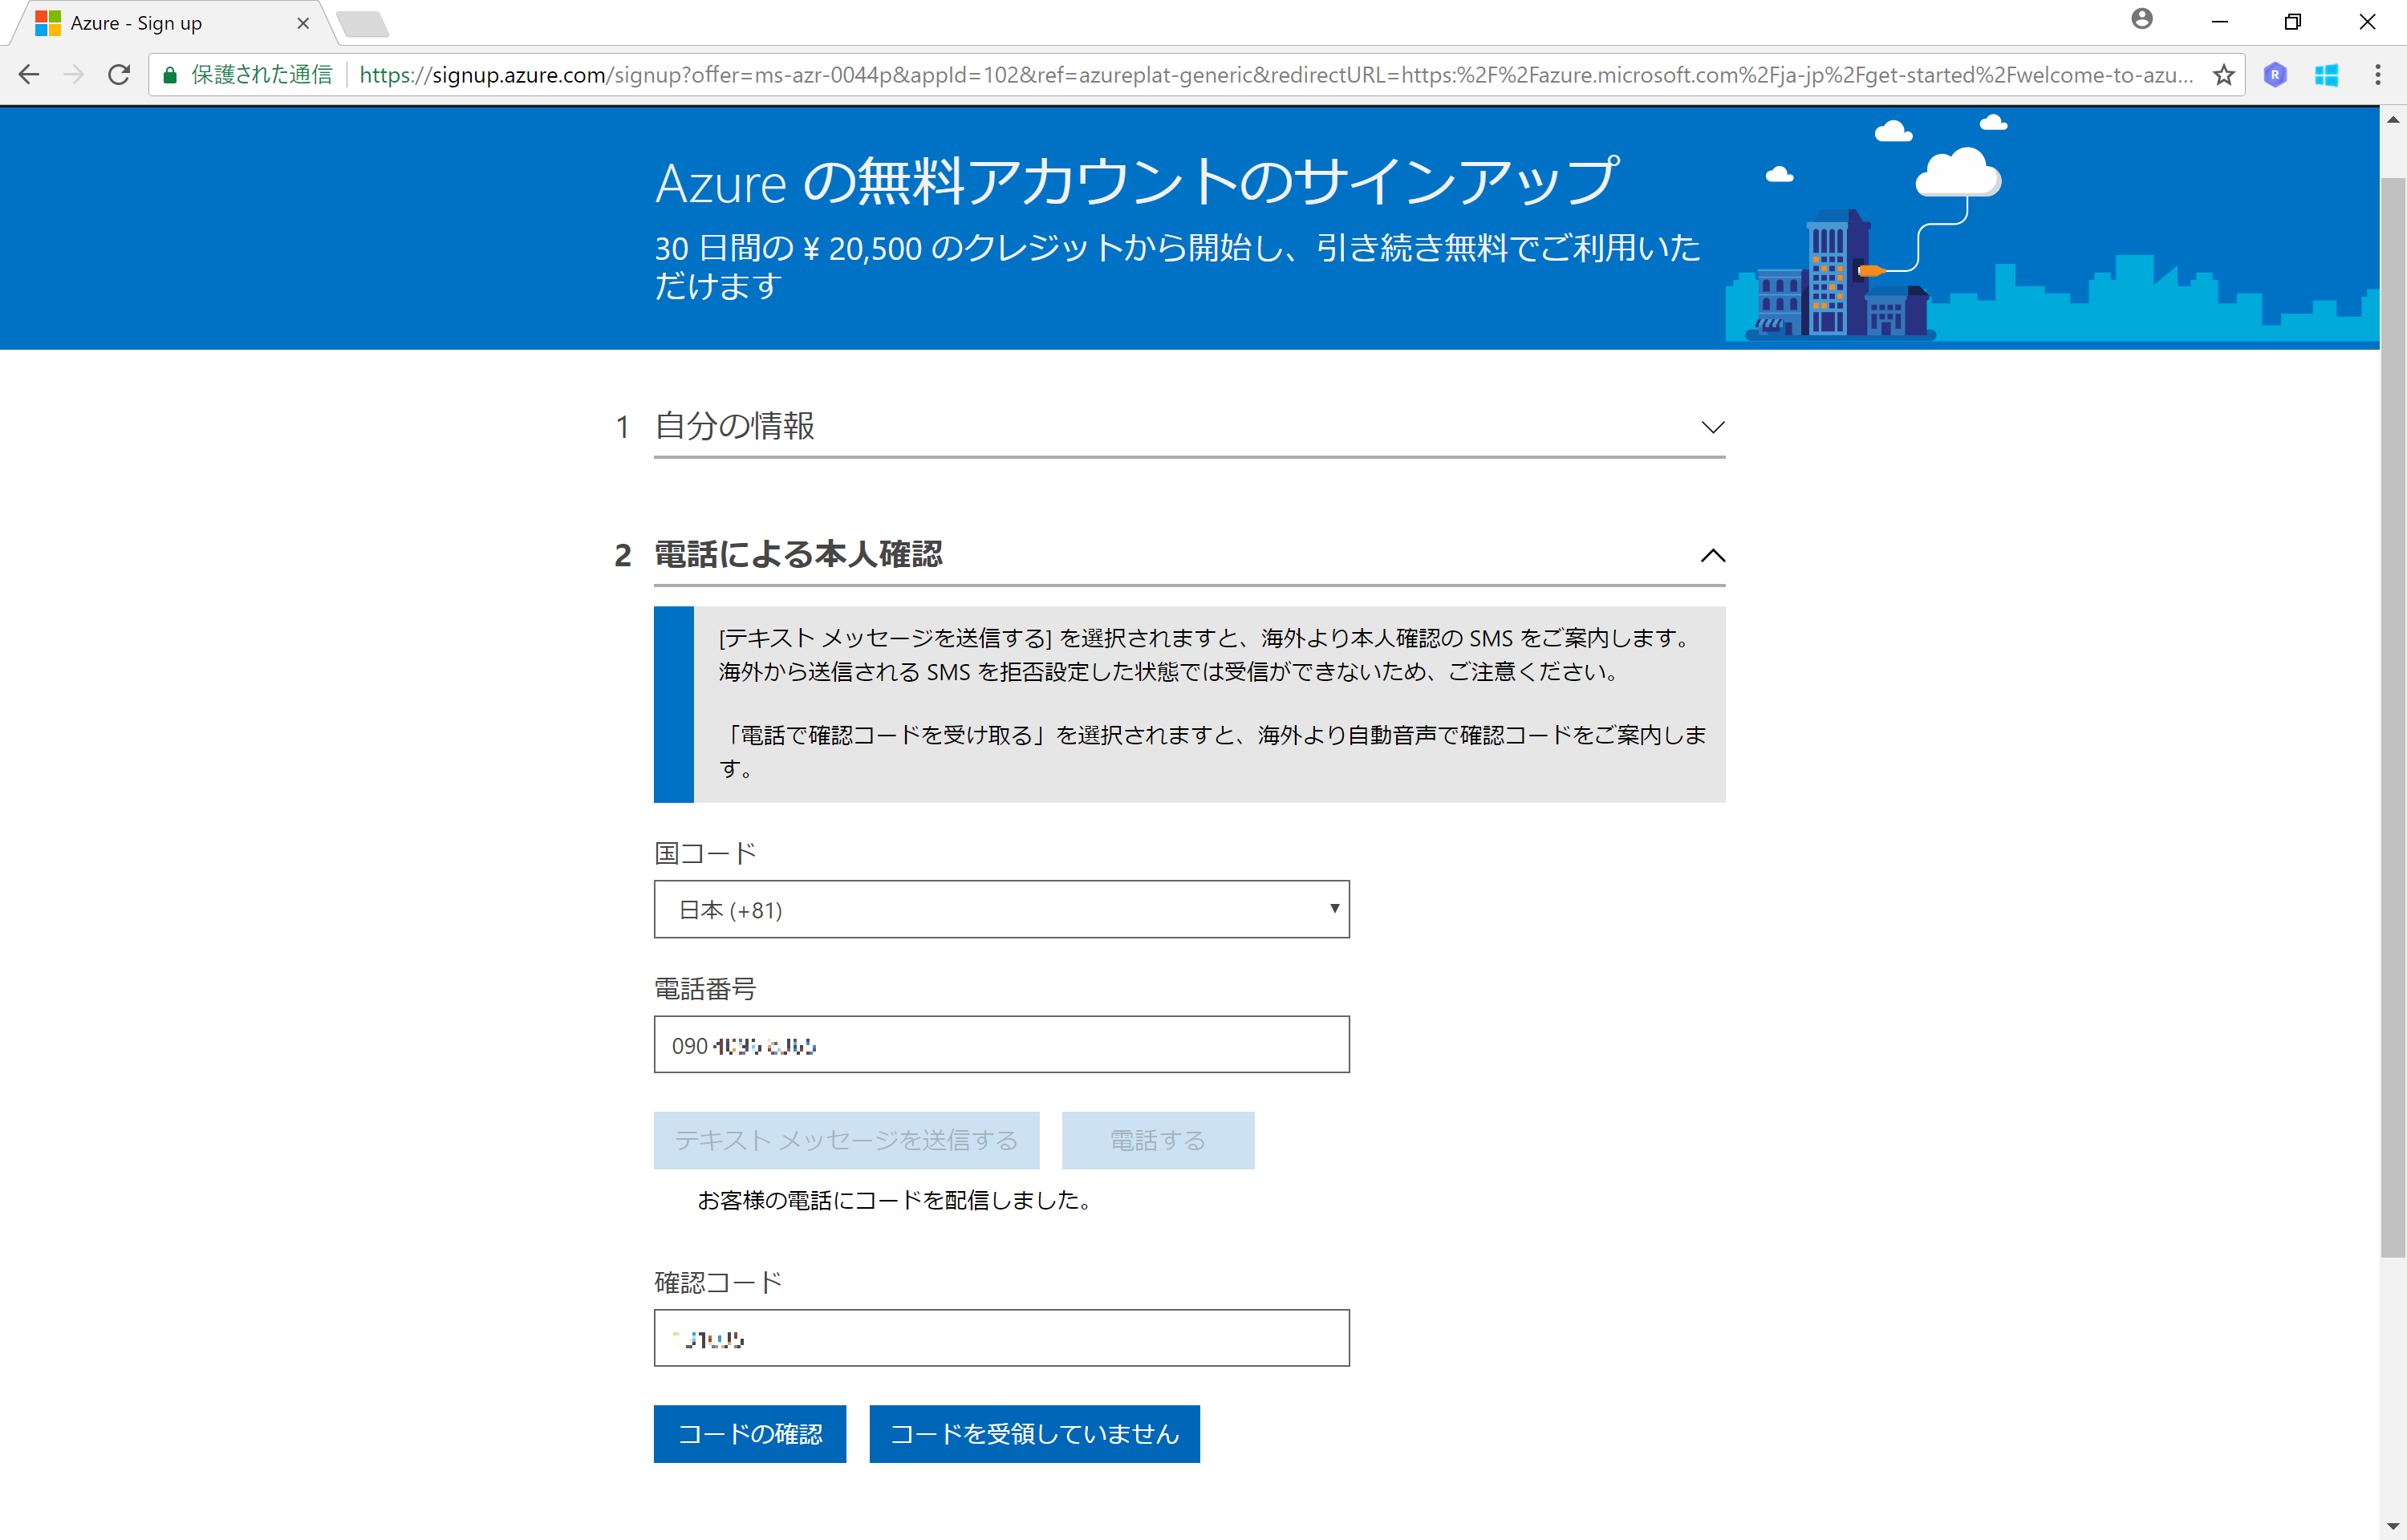 Azure - Sign up
保護された通信
https://signup.azure.com/signup?offer=ms-azr-0044p&appId=102&ref=azureplat-generic&redirectURL=https:%2F%2Fazure.microsoft.com%2Fja-jp%2Fget-started%2Fwelcome-to-azu...
R
Azure の無料アカウントのサインアップ
30 日間の ¥ 20,500 のクレジットから開始し、引き続き無料でご利用いた
だけます
1 自分の情報
2 電話による本人確認
[テキスト メッセージを送信する] を選択されますと、海外より本人確認の SMS をご案内します。
海外から送信される SMS を拒否設定した状態では受信ができないため、ご注意ください。
「電話で確認コードを受け取る」を選択されますと、海外より自動音声で確認コードをご案内しま
す。
国コード
日本 (+81)
電話番号
090
テキスト メッセージを送信する 電話する
お客様の電話にコードを配信しました。
確認コード
コードの確認 コードを受領していません